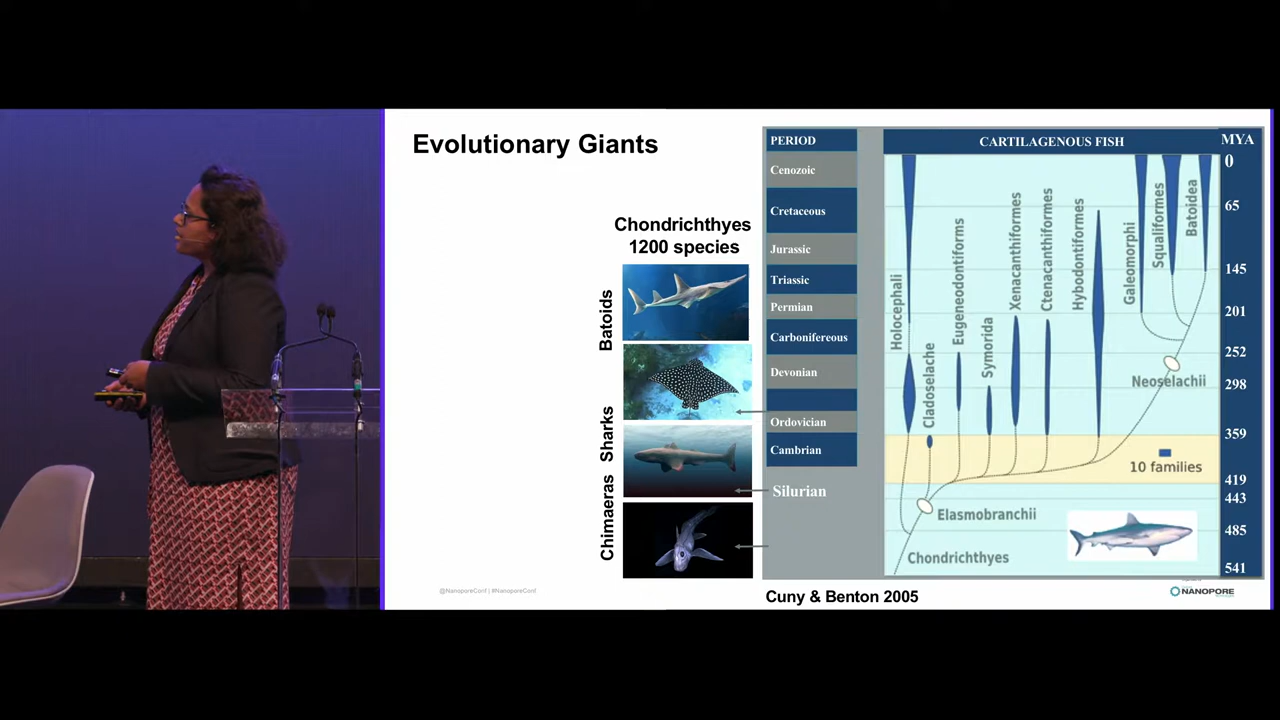 Evolutionary Giants
Chondrichthyes
1200 species
Batoids
Sharks
Chimaeras
PERIOD
Cenozoic
Cretaceous
Jurassic
Triassic
Permian
Carbonifereous
Devonian
Ordovician
Cambrian
Silurian
CARTILAGENOUS FISH
MYA
0
65
145
201
252
298
359
419
443
485
541
Holocephali
Cladoselache
Eugeneodontiforms
Symorida
Xenacanthiformes
Ctenacanthiformes
Hybodontiformes
Galeomorphi
Squaliformes
Batoidea
Neoselachii
10 families
Elasmobranchii
Chondrichthyes
Cuny & Benton 2005
@NanoporeConf | #NanoporeConf
NANOPORE